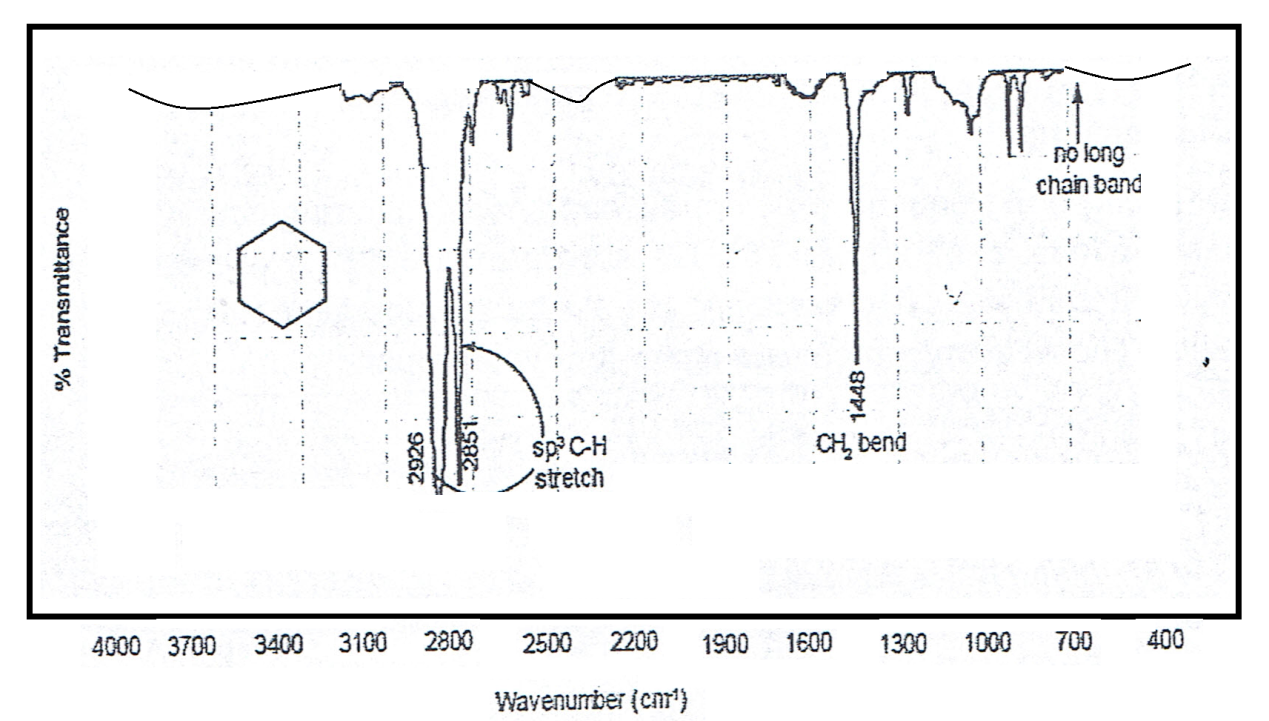 % Transmittance
no long
chain band
2926
2851
sp³ C-H
stretch
1448
CH₂ bend
4000 3700 3400 3100 2800 2500 2200 1900 1600 1300 1000 700 400
Wavenumber (cm⁻¹)